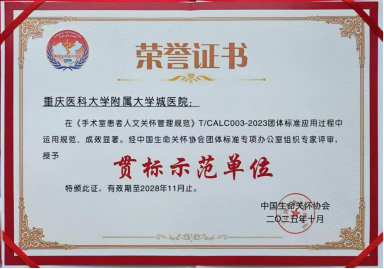 荣誉证书
重庆医科大学附属大学城医院：
在《手术室患者人文关怀管理规范》T/CALC003-2023团体标准应用过程中
运用规范、成效显著。经中国生命关怀协会团体标准专项办公室组织专家评审，
授予
贯标示范单位
特颁此证，有效期至2028年11月止。
中国生命关怀协会
二〇二五年十月